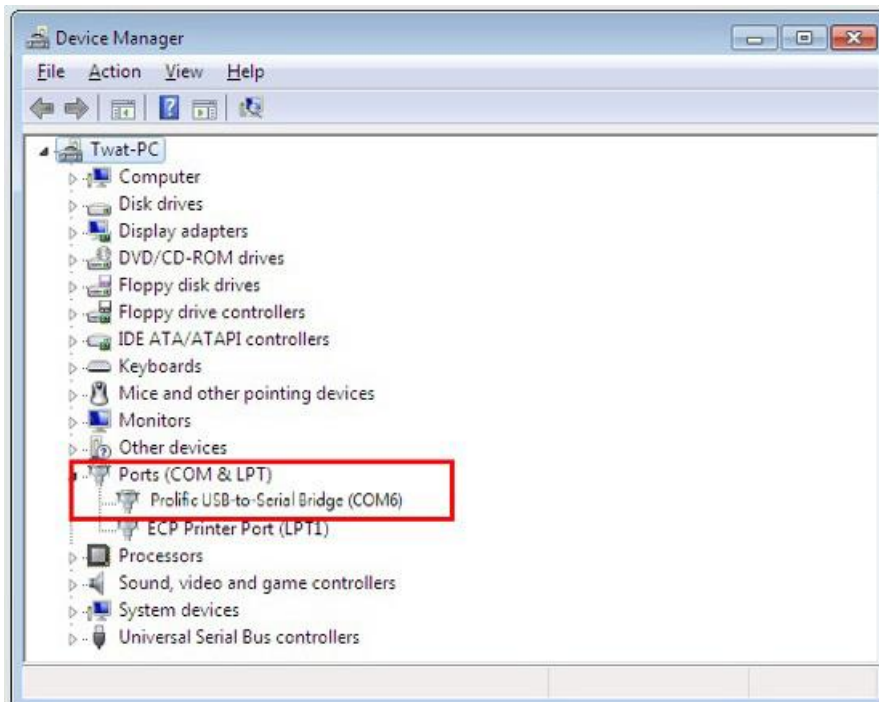 Device Manager
File Action View Help
Twat-PC
Computer
Disk drives
Display adapters
DVD/CD-ROM drives
Floppy disk drives
Floppy drive controllers
IDE ATA/ATAPI controllers
Keyboards
Mice and other pointing devices
Monitors
Other devices
Ports (COM & LPT)
Prolific USB-to-Serial Bridge (COM6)
ECP Printer Port (LPT1)
Processors
Sound, video and game controllers
System devices
Universal Serial Bus controllers